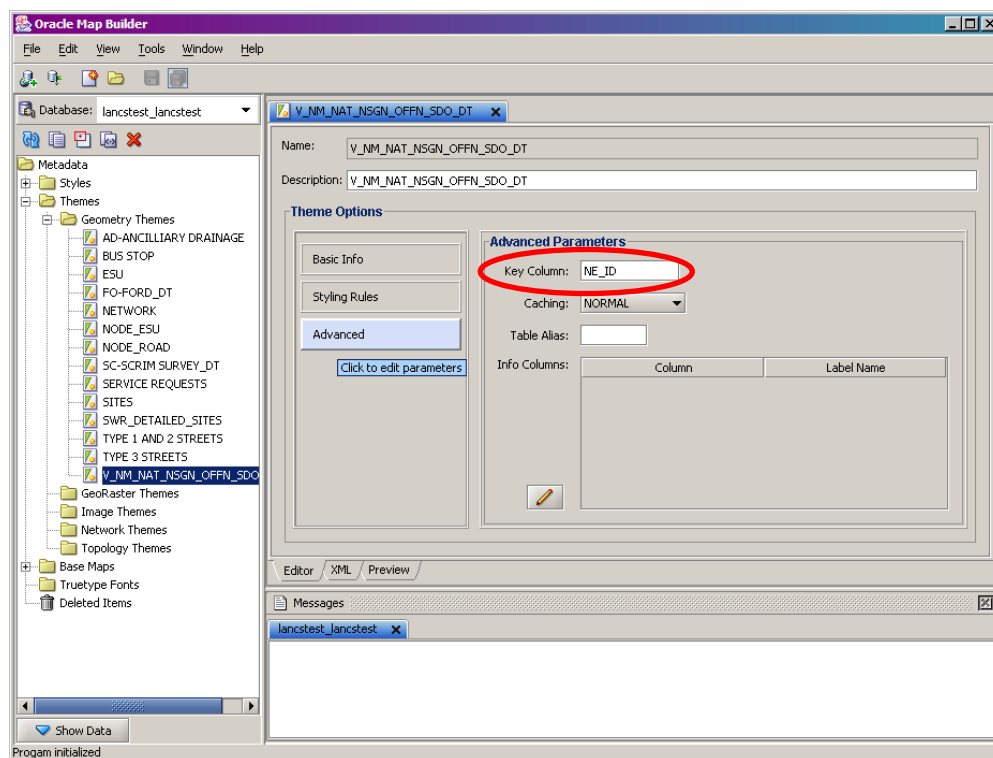 Oracle Map Builder
File Edit View Tools Window Help
Database: lancstest_lancstest
Metadata
Styles
Themes
Geometry Themes
AD-ANCILLIARY DRAINAGE
BUS STOP
ESU
FO-FORD_DT
NETWORK
NODE_ESU
NODE_ROAD
SC-SCRIM SURVEY_DT
SERVICE REQUESTS
SITES
SWR_DETAILED_SITES
TYPE 1 AND 2 STREETS
TYPE 3 STREETS
V_NM_NAT_NSGN_OFFN_SDO
GeoRaster Themes
Image Themes
Network Themes
Topology Themes
Base Maps
Truetype Fonts
Deleted Items
Show Data
Progam initialized
V_NM_NAT_NSGN_OFFN_SDO_DT
Name: V_NM_NAT_NSGN_OFFN_SDO_DT
Description: V_NM_NAT_NSGN_OFFN_SDO_DT
Theme Options
Basic Info
Styling Rules
Advanced
Click to edit parameters
Advanced Parameters
Key Column: NE_ID
Caching: NORMAL
Table Alias:
Info Columns: Column Label Name
Editor XML Preview
Messages
lancstest_lancstest